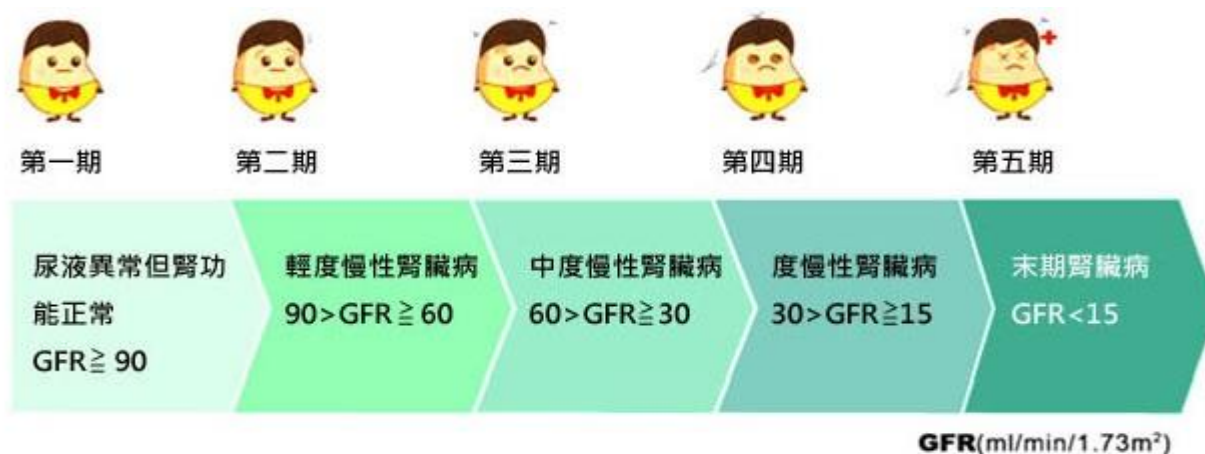 第一期
第二期
第三期
第四期
第五期
尿液異常但腎功
能正常
GFR≧ 90
輕度慢性腎臟病
90>GFR≧ 60
中度慢性腎臟病
60>GFR≧30
度慢性腎臟病
30>GFR≧15
末期腎臟病
GFR<15
GFR(ml/min/1.73m²)